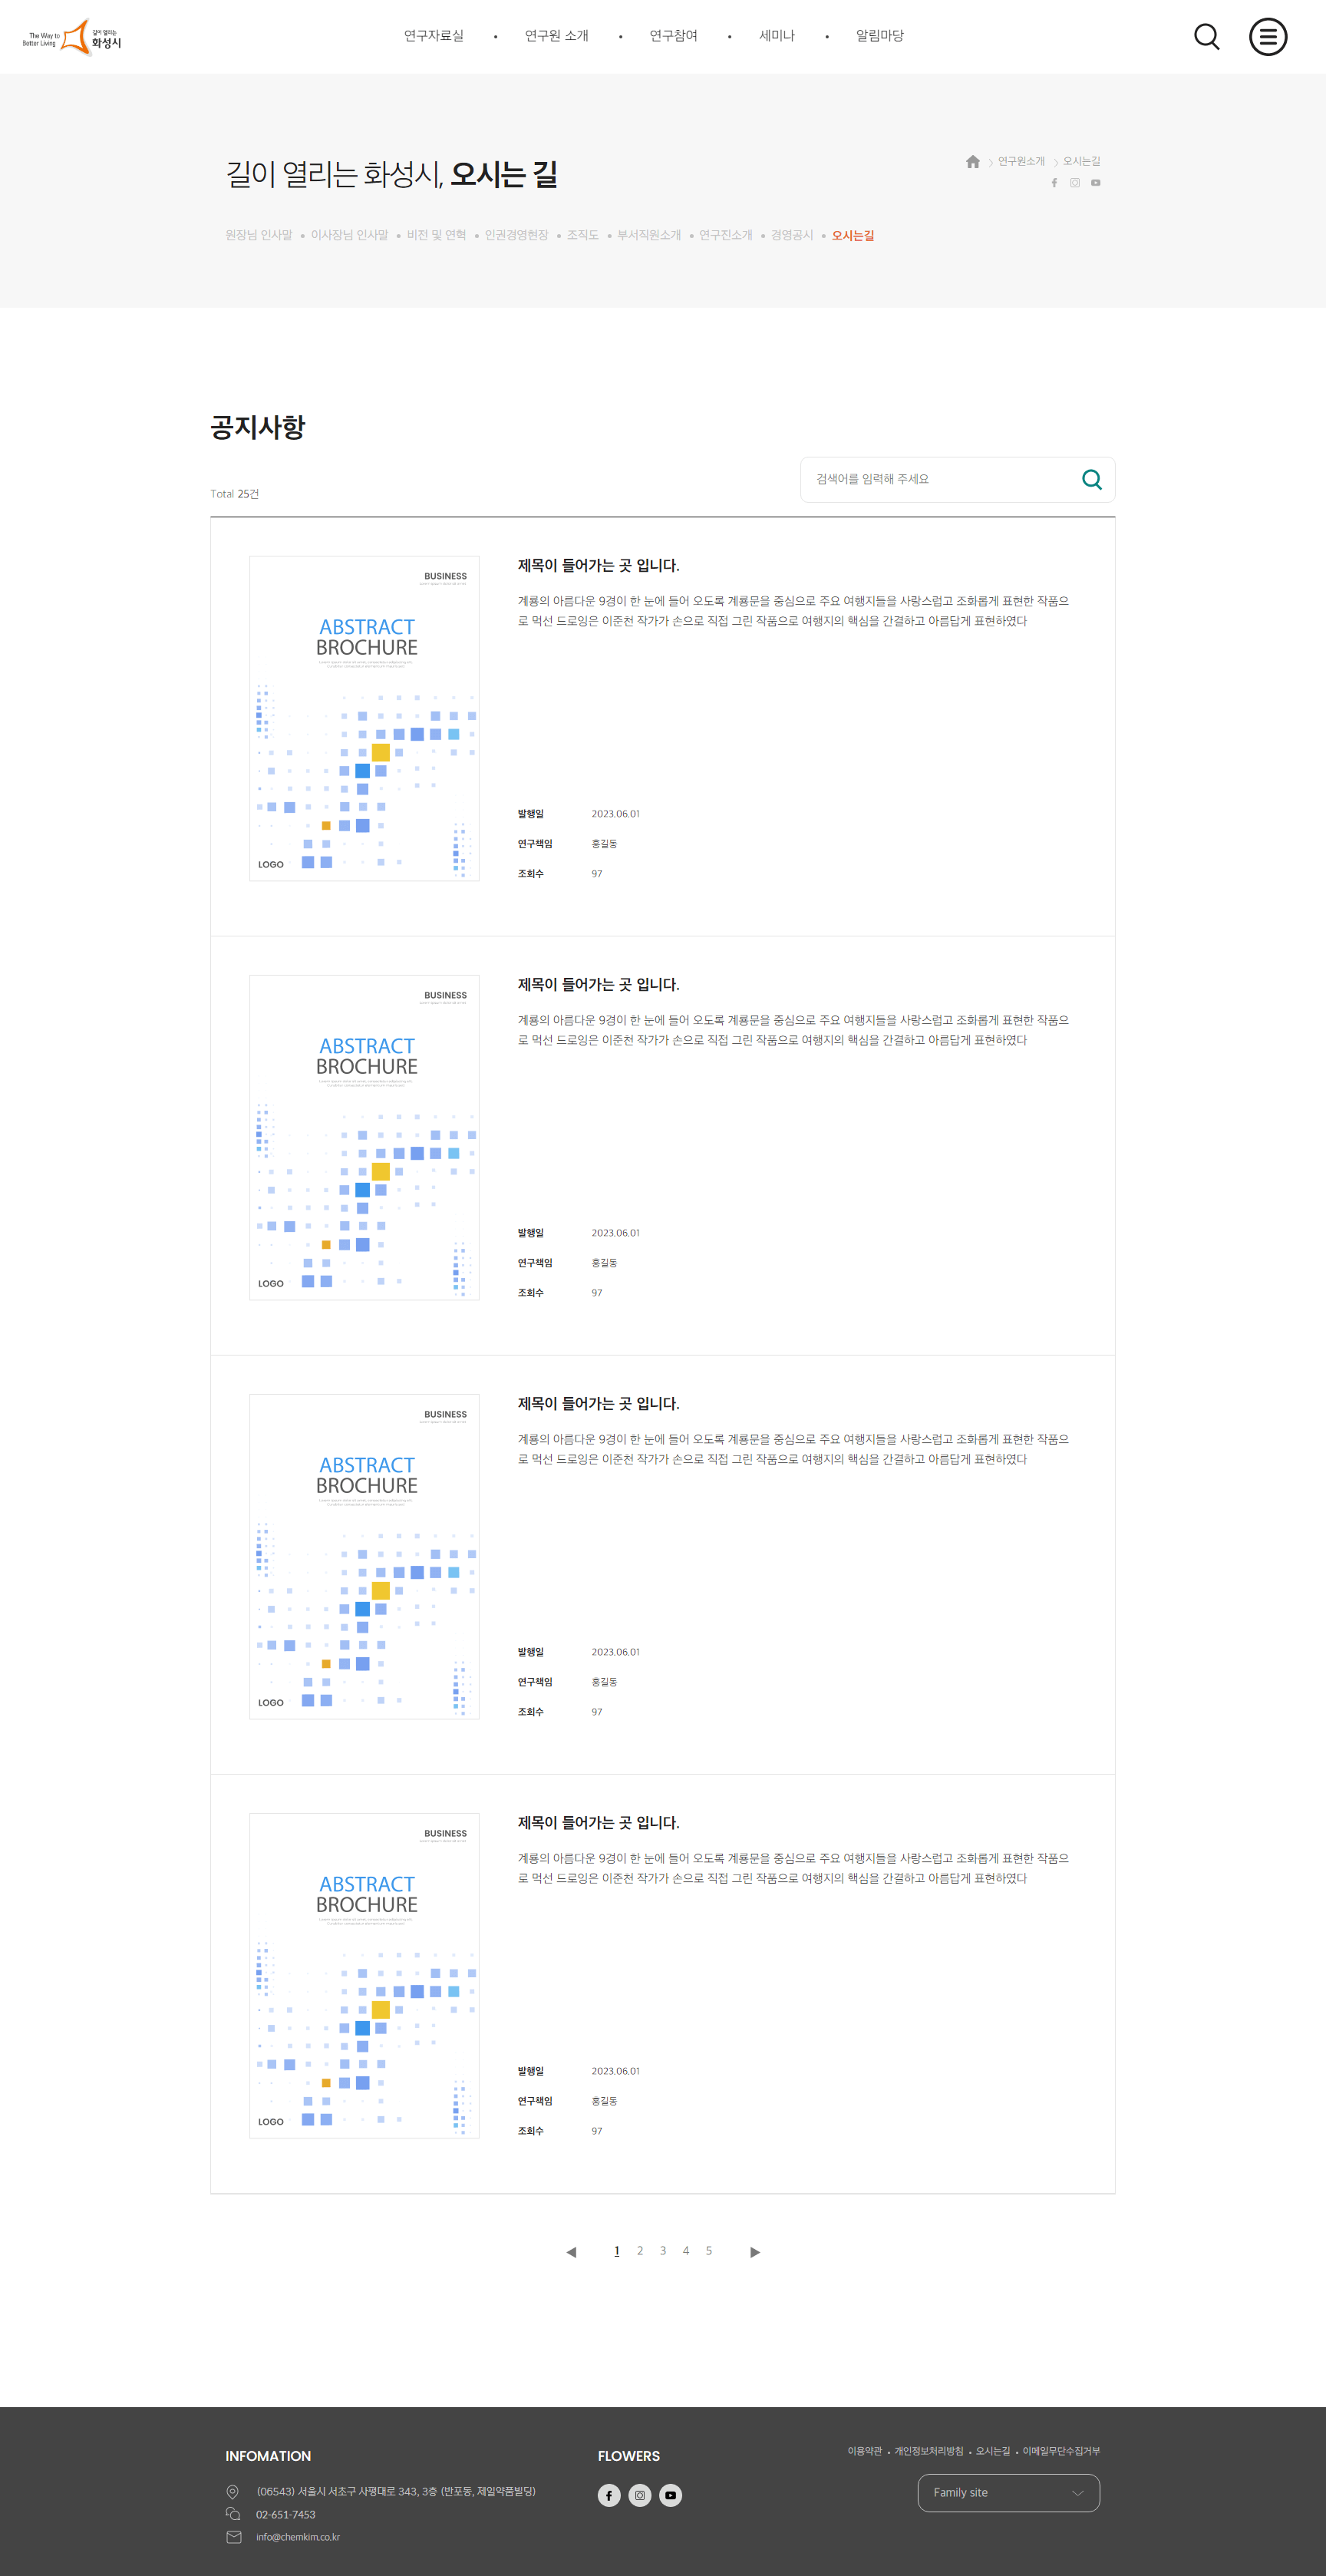 The Way to
Better Living
길이 열리는
화성시
연구자료실 • 연구원 소개 • 연구참여 • 세미나 • 알림마당
길이 열리는 화성시, 오시는 길
연구원소개 오시는길
원장님 인사말 이사장님 인사말 비전 및 연혁 인권경영현장 조직도 부서직원소개 연구진소개 경영공시 오시는길
공지사항
Total 25건
검색어를 임력해 주세요
BUSINESS
ABSTRACT
BROCHURE
LOGO
제목이 들어가는 곳 입니다.
계룡의 아름다운 9경이 한 눈에 들어 오도록 계룡문을 중심으로 주요 여행지들을 사랑스럽고 조화롭게 표현한 작품으
로 먹선 드로잉은 이준천 작가가 손으로 직접 그린 작품으로 여행지의 핵심을 간결하고 아름답게 표현하였다
발행일 2023.06.01
연구책임 홍길동
조회수 97
BUSINESS
ABSTRACT
BROCHURE
LOGO
제목이 들어가는 곳 입니다.
계룡의 아름다운 9경이 한 눈에 들어 오도록 계룡문을 중심으로 주요 여행지들을 사랑스럽고 조화롭게 표현한 작품으
로 먹선 드로잉은 이준천 작가가 손으로 직접 그린 작품으로 여행지의 핵심을 간결하고 아름답게 표현하였다
발행일 2023.06.01
연구책임 홍길동
조회수 97
BUSINESS
ABSTRACT
BROCHURE
LOGO
제목이 들어가는 곳 입니다.
계룡의 아름다운 9경이 한 눈에 들어 오도록 계룡문을 중심으로 주요 여행지들을 사랑스럽고 조화롭게 표현한 작품으
로 먹선 드로잉은 이준천 작가가 손으로 직접 그린 작품으로 여행지의 핵심을 간결하고 아름답게 표현하였다
발행일 2023.06.01
연구책임 홍길동
조회수 97
BUSINESS
ABSTRACT
BROCHURE
LOGO
제목이 들어가는 곳 입니다.
계룡의 아름다운 9경이 한 눈에 들어 오도록 계룡문을 중심으로 주요 여행지들을 사랑스럽고 조화롭게 표현한 작품으
로 먹선 드로잉은 이준천 작가가 손으로 직접 그린 작품으로 여행지의 핵심을 간결하고 아름답게 표현하였다
발행일 2023.06.01
연구책임 홍길동
조회수 97
1 2 3 4 5
INFOMATION
(06543) 서울시 서초구 사평대로 343, 3층 (반포동, 제일약품빌딩)
02-651-7453
info@chemkim.co.kr
FLOWERS
이용약관 • 개인정보처리방침 • 오시는길 • 이메일무단수집거부
Family site